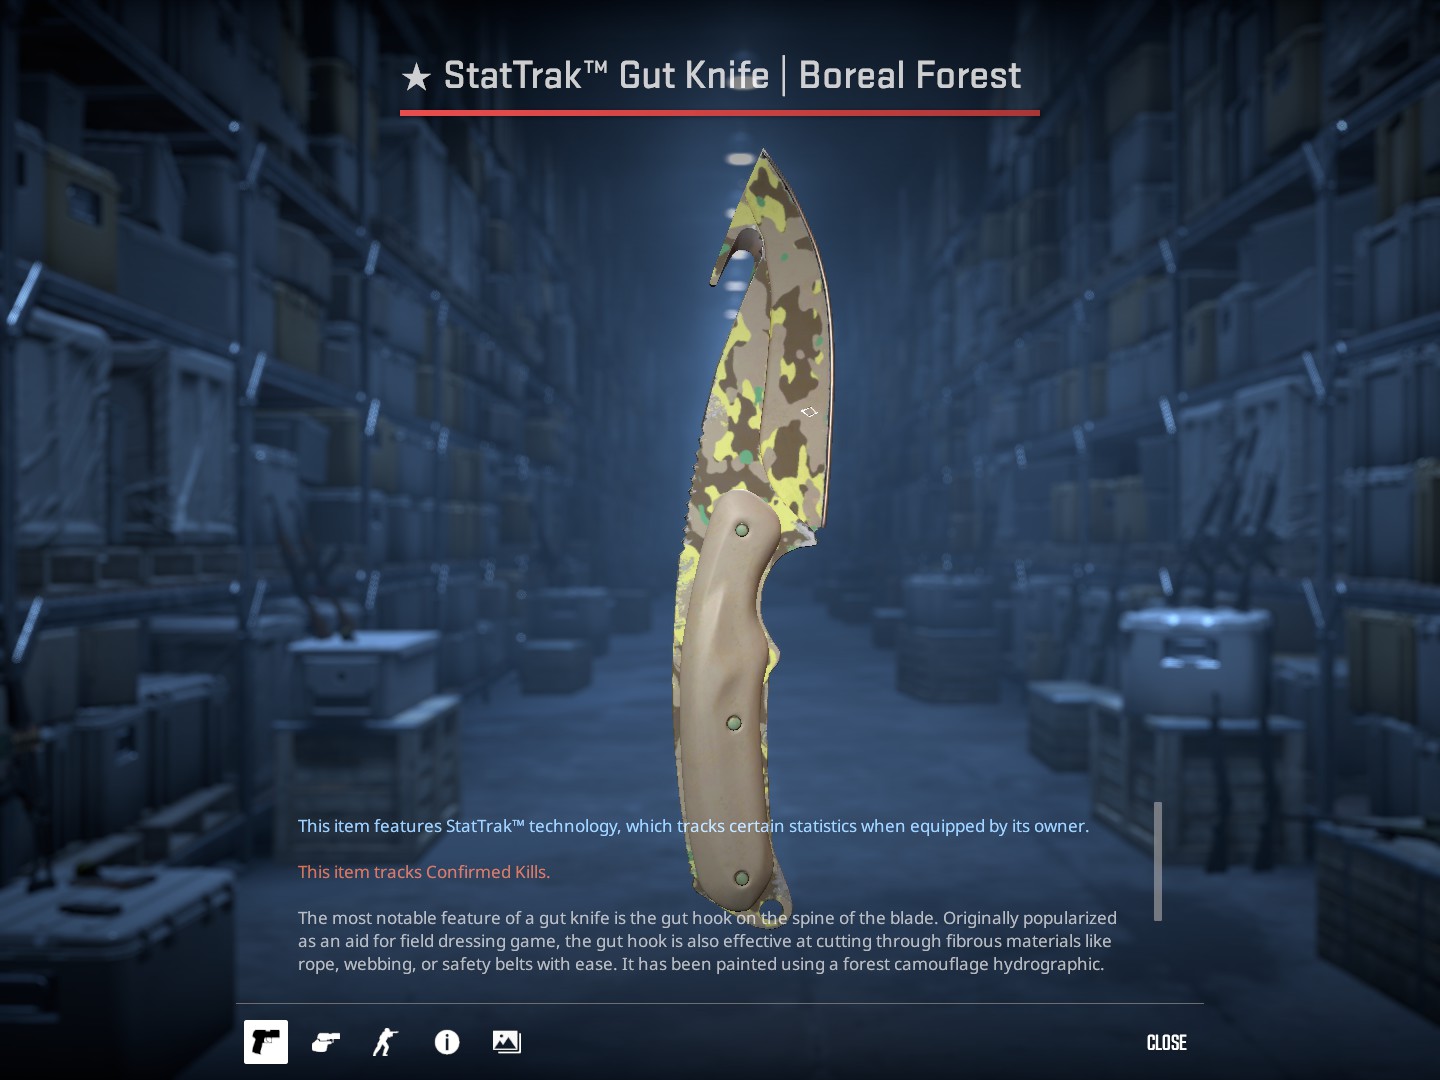 ★ StatTrak™ Gut Knife | Boreal Forest
This item features StatTrak™ technology, which tracks certain statistics when equipped by its owner.
This item tracks Confirmed Kills.
The most notable feature of a gut knife is the gut hook on the spine of the blade. Originally popularized
as an aid for field dressing game, the gut hook is also effective at cutting through fibrous materials like
rope, webbing, or safety belts with ease. It has been painted using a forest camouflage hydrographic.
CLOSE